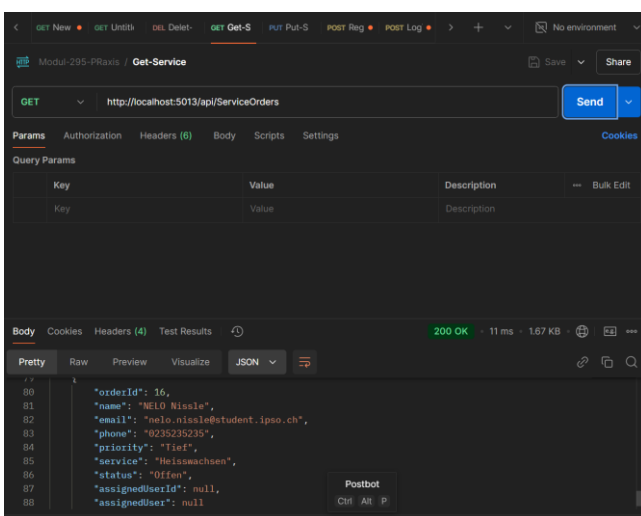 GET New GET Untitl DEL Delet- GET Get-S PUT Put-S POST Reg POST Log No environment
HTTP Modul-295-PRaxis / Get-Service Save Share
GET http://localhost:5013/api/ServiceOrders Send
Params Authorization Headers (6) Body Scripts Settings Cookies
Query Params
Key Value Description Bulk Edit
Key Value Description
Body Cookies Headers (4) Test Results 200 OK 11 ms 1.67 KB
Pretty Raw Preview Visualize JSON
79 {
80 "orderId": 16,
81 "name": "NELO Nissle",
82 "email": "nelo.nissle@student.ipso.ch",
83 "phone": "0235235235",
84 "priority": "Tief",
85 "service": "Heisswachsen",
86 "status": "Offen",
87 "assignedUserId": null,
88 "assignedUser": null
Postbot
Ctrl Alt P